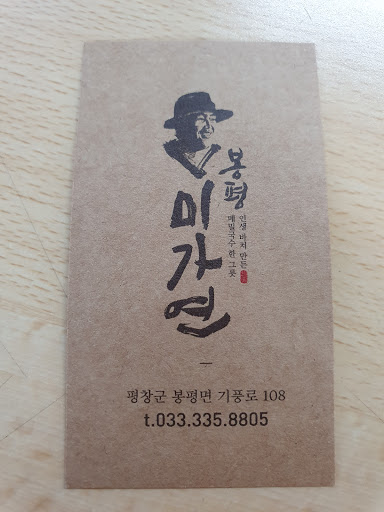 봉평
미가연
인생 바쳐 만든
메밀국수 한 그릇
평창군 봉평면 기풍로 108
t.033.335.8805